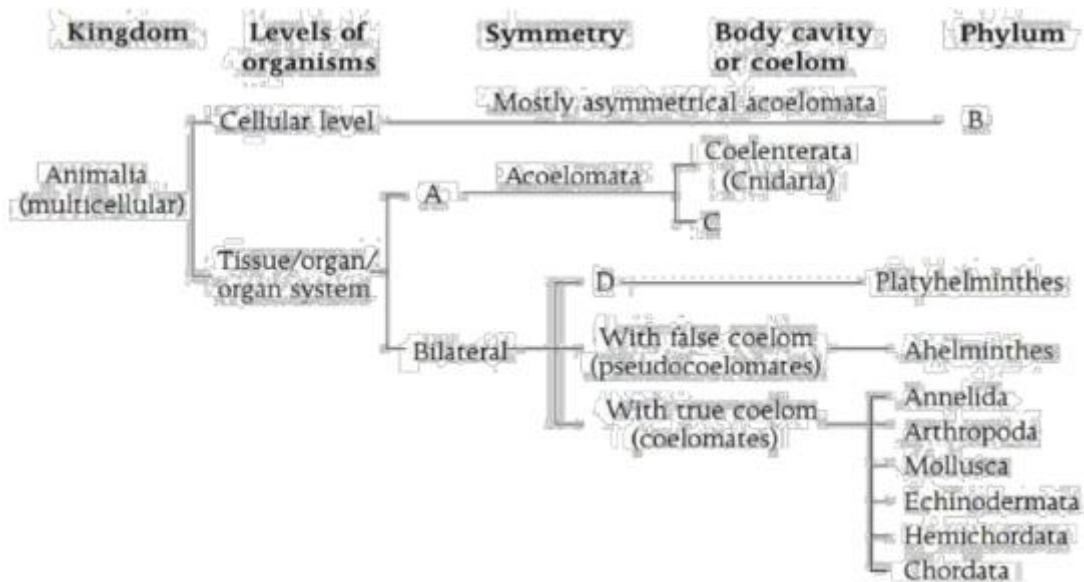 Kingdom
Levels of
organisms
Symmetry
Body cavity
or coelom
Phylum
Mostly asymmetrical acoelomata
Cellular level
B
Animalia
(multicellular)
A
Acoelomata
Coelenterata
(Cnidaria)
C
Tissue/organ/
organ system
D
Platyhelminthes
Bilateral
With false coelom
(pseudocoelomates)
Ahelminthes
With true coelom
(coelomates)
Annelida
Arthropoda
Mollusca
Echinodermata
Hemichordata
Chordata